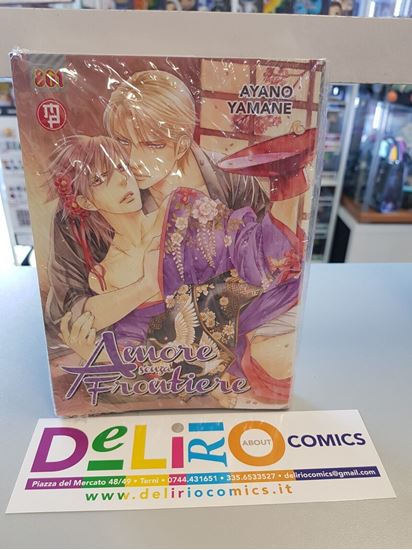 801
AYANO
YAMANE
Amore
senza
Frontiere
DeLiRiO ABOUT COMICS
Piazza del Mercato 48/49 • Terni • 0744.431651 • 335.6533527 • deliriocomics@gmail.com
www.deliriocomics.it